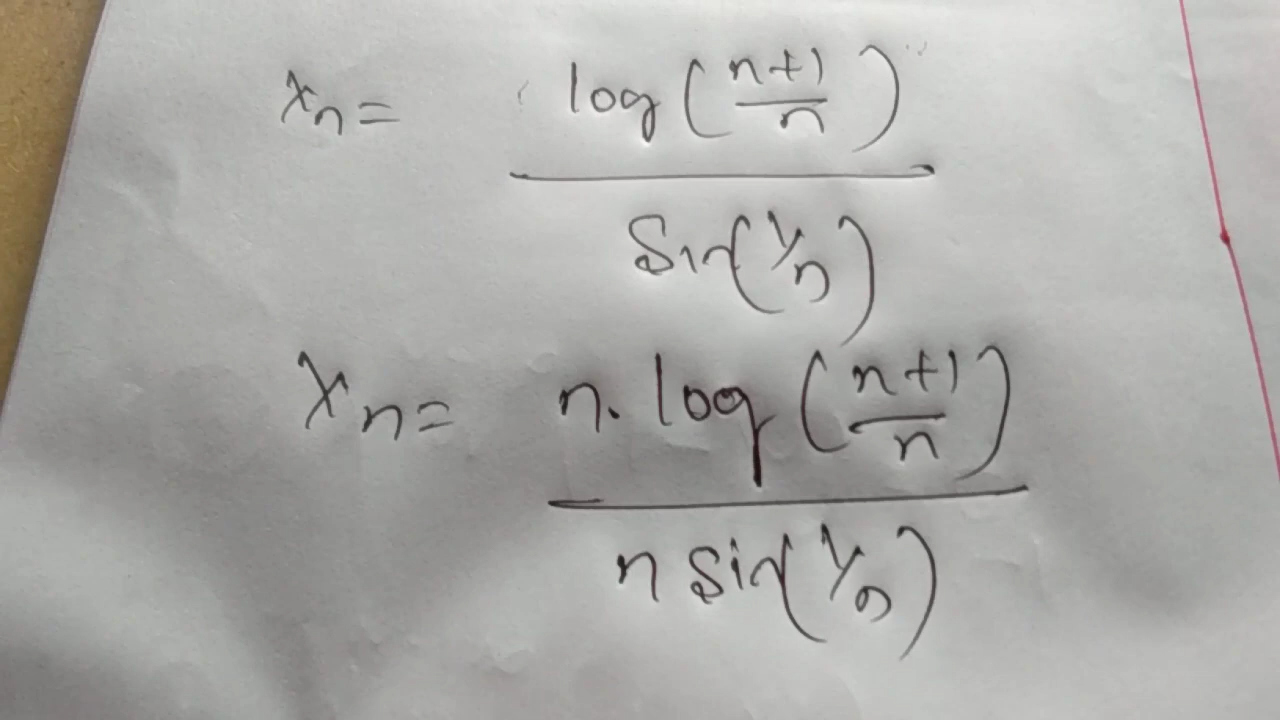 xn = log(n+1/n)
sin(1/n)
xn = n. log(n+1/n)
n sin(1/n)